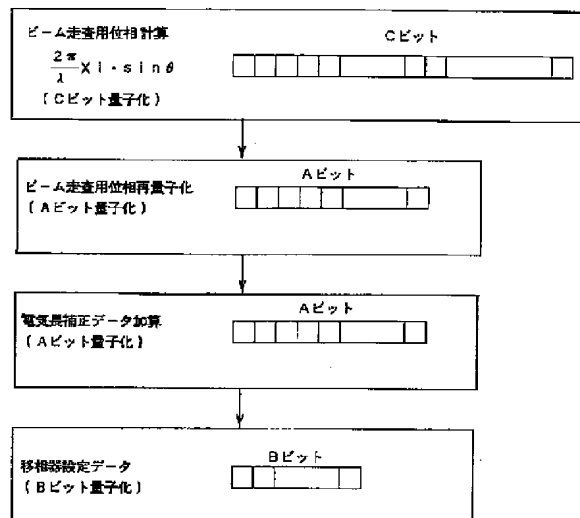 ビーム走査用位相計算
Cビット
2π/λ Xi・sinθ
(Cビット量子化)
ビーム走査用位相再量子化
Aビット
(Aビット量子化)
電気長補正データ加算
Aビット
(Aビット量子化)
移相器設定データ
Bビット
(Bビット量子化)